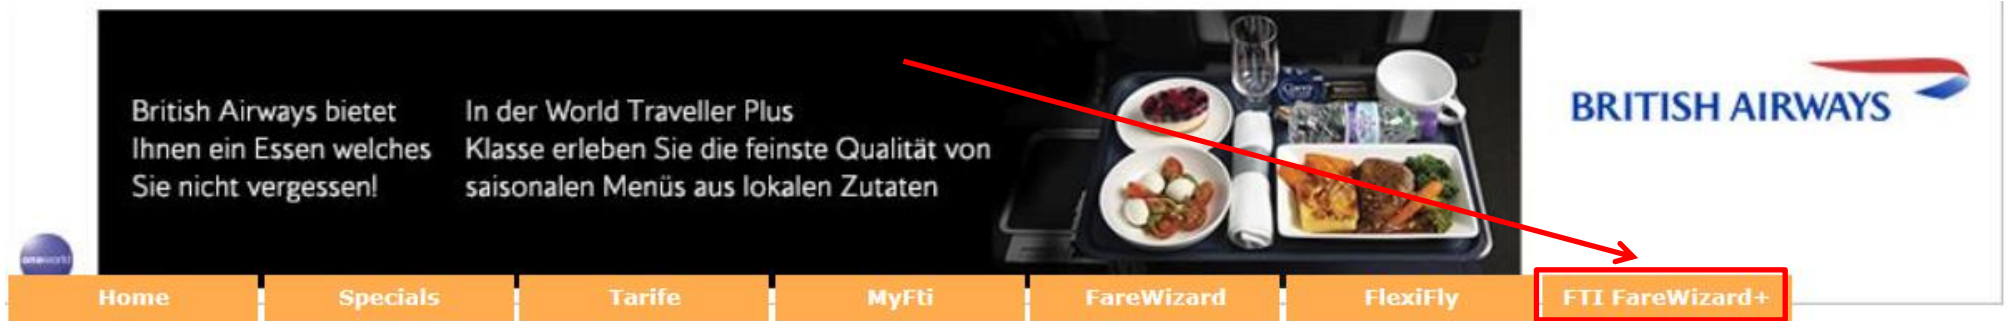 British Airways bietet
Ihnen ein Essen welches
Sie nicht vergessen!
In der World Traveller Plus
Klasse erleben Sie die feinste Qualität von
saisonalen Menüs aus lokalen Zutaten
BRITISH AIRWAYS
oneworld
Home
Specials
Tarife
MyFti
FareWizard
FlexiFly
FTI FareWizard+